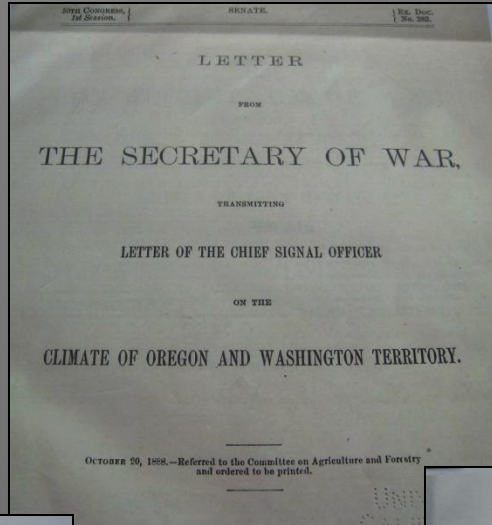 50TH CONGRESS,
1st Session.
SENATE.
Ex. Doc.
No. 282.
LETTER
FROM
THE SECRETARY OF WAR,
TRANSMITTING
LETTER OF THE CHIEF SIGNAL OFFICER
ON THE
CLIMATE OF OREGON AND WASHINGTON TERRITORY.
OCTOBER 20, 1888.—Referred to the Committee on Agriculture and Forestry
and ordered to be printed.